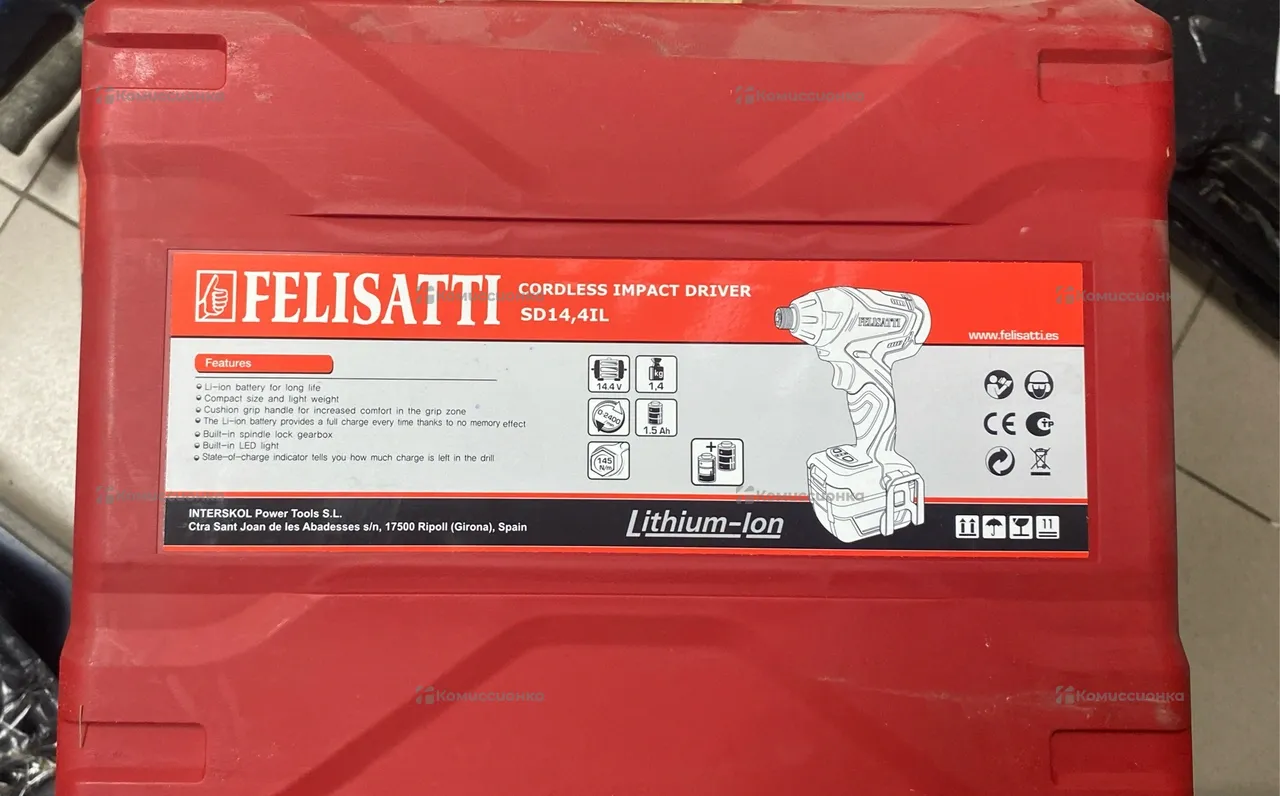 FELISATTI
CORDLESS IMPACT DRIVER
SD14,4IL
FELISATTI
www.felisatti.es
Features
Li-ion battery for long life
Compact size and light weight
Cushion grip handle for increased comfort in the grip zone
The Li-ion battery provides a full charge every time thanks to no memory effect
Built-in spindle lock gearbox
Built-in LED light
State-of-charge indicator tells you how much charge is left in the drill
14.4 V
kg
1,4
0-2400
1.5 Ah
145
N/m
+
CE
TP
INTERSKOL Power Tools S.L.
Ctra Sant Joan de les Abadesses s/n, 17500 Ripoll (Girona), Spain
Lithium-Ion
11
Комиссионка
Комиссионка
Комиссионка
Комиссионка
Комиссионка
Комиссионка
Комиссионка
Комиссионка